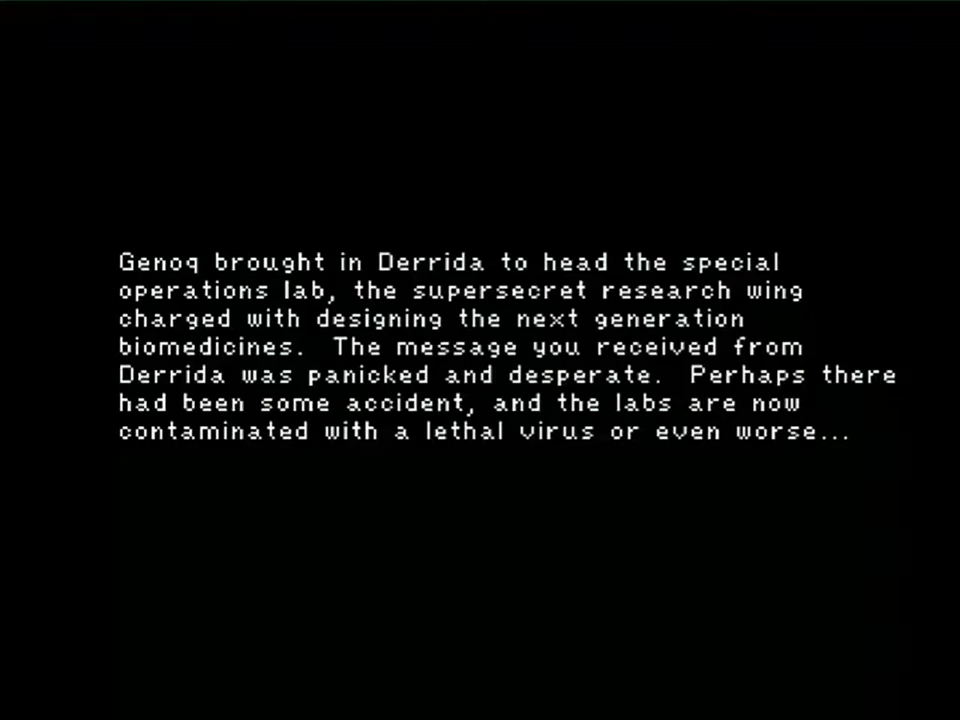 Genoq brought in Derrida to head the special
operations lab, the supersecret research wing
charged with designing the next generation
biomedicines.  The message you received from
Derrida was panicked and desperate.  Perhaps there
had been some accident, and the labs are now
contaminated with a lethal virus or even worse...